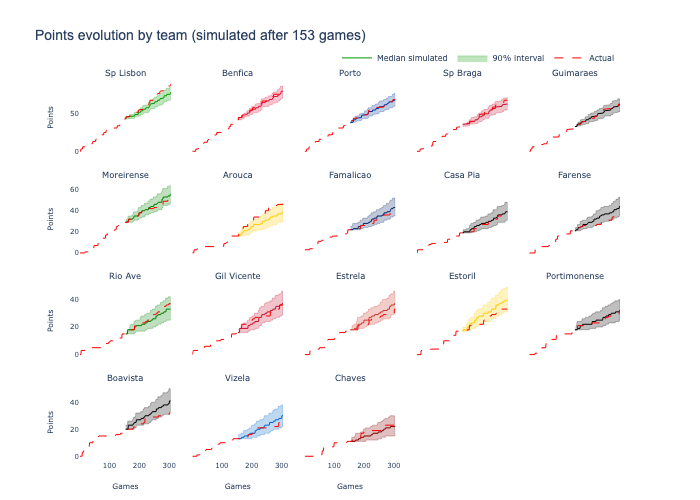 Points evolution by team (simulated after 153 games)
Median simulated 90% interval Actual
Sp Lisbon Benfica Porto Sp Braga Guimaraes
Points
50
0
Moreirense Arouca Famalicao Casa Pia Farense
Points
60
40
20
0
Rio Ave Gil Vicente Estrela Estoril Portimonense
Points
40
20
0
Boavista Vizela Chaves
Points
40
20
0
100 200 300 100 200 300 100 200 300
Games Games Games